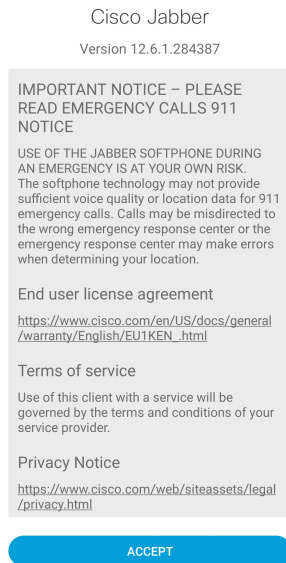 Cisco Jabber
Version 12.6.1.284387
IMPORTANT NOTICE – PLEASE
READ EMERGENCY CALLS 911
NOTICE
USE OF THE JABBER SOFTPHONE DURING
AN EMERGENCY IS AT YOUR OWN RISK.
The softphone technology may not provide
sufficient voice quality or location data for 911
emergency calls. Calls may be misdirected to
the wrong emergency response center or the
emergency response center may make errors
when determining your location.
End user license agreement
https://www.cisco.com/en/US/docs/general
/warranty/English/EU1KEN_.html
Terms of service
Use of this client with a service will be
governed by the terms and conditions of your
service provider.
Privacy Notice
https://www.cisco.com/web/siteassets/legal
/privacy.html
ACCEPT